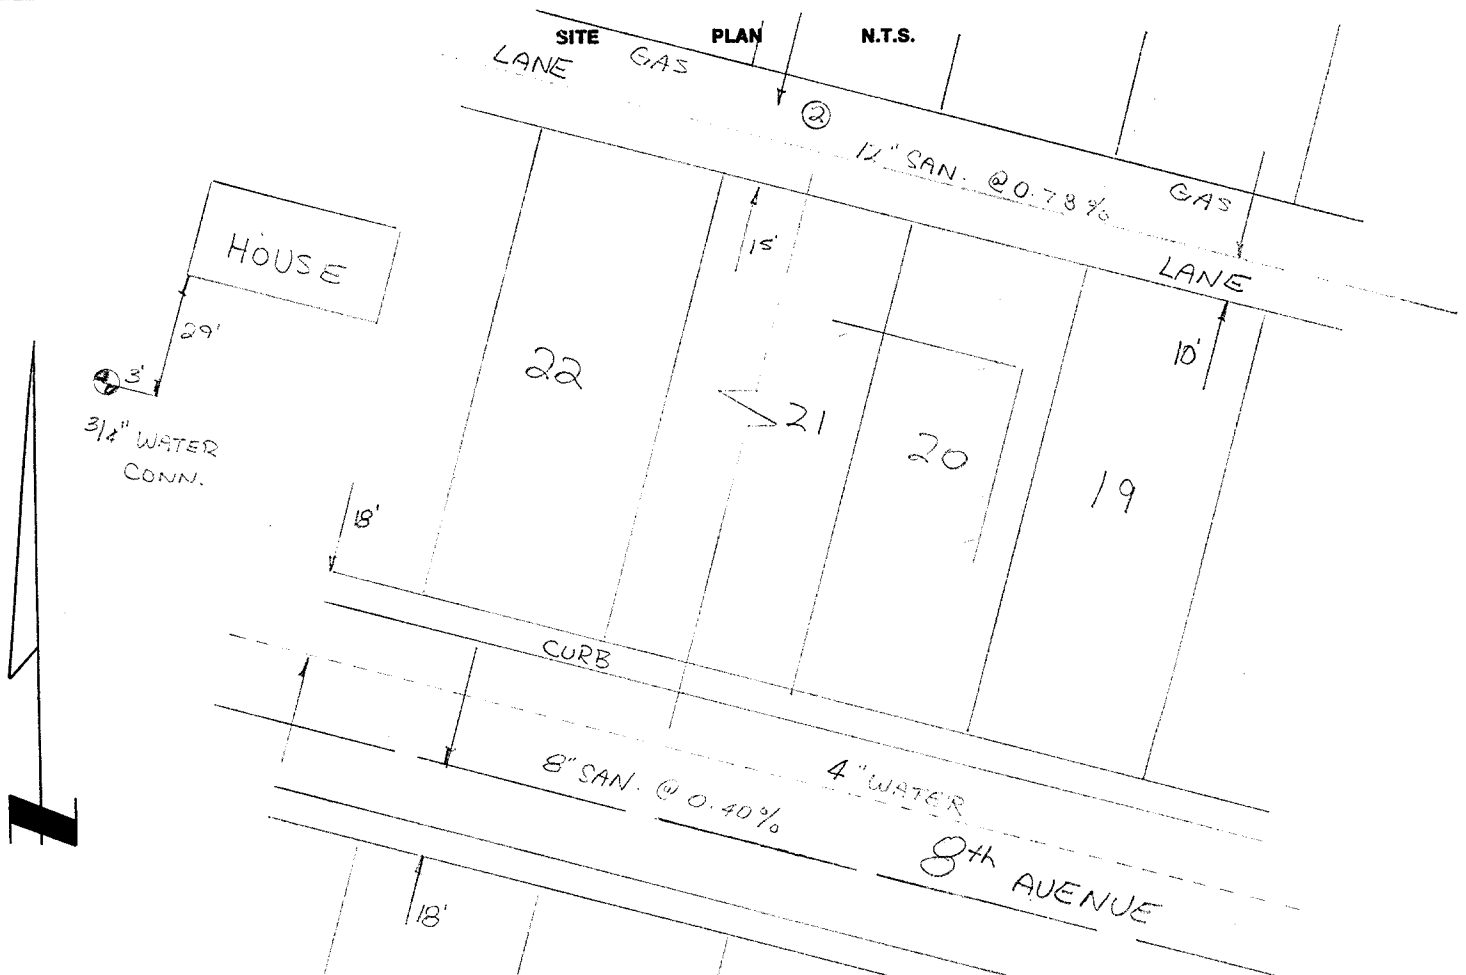 SITE PLAN N.T.S.
LANE GAS
②
12" SAN. @ 0.78%
GAS
LANE
15'
10'
HOUSE
29'
3'
3/4" WATER
CONN.
22
21
20
19
18'
CURB
8" SAN. @ 0.40%
4" WATER
8th AVENUE
18'